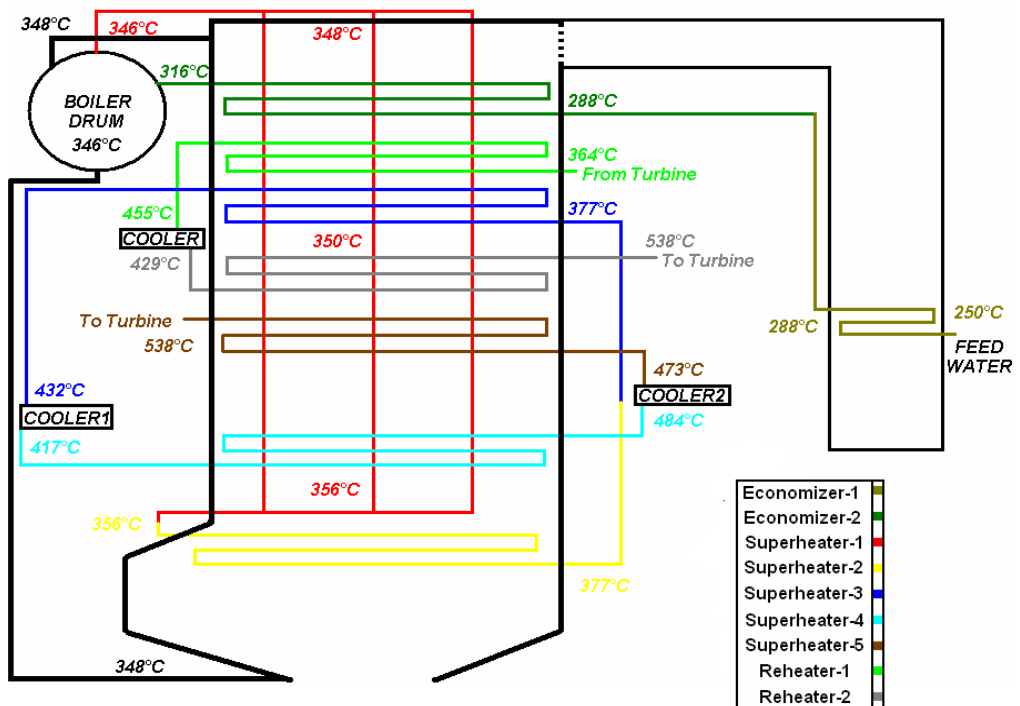 348°C
346°C
348°C
316°C
BOILER
DRUM
346°C
288°C
364°C
From Turbine
455°C
377°C
COOLER
350°C
538°C
To Turbine
429°C
To Turbine
538°C
288°C
250°C
FEED
WATER
473°C
432°C
COOLER2
COOLER1
484°C
417°C
356°C
356°C
377°C
348°C
Economizer-1
Economizer-2
Superheater-1
Superheater-2
Superheater-3
Superheater-4
Superheater-5
Reheater-1
Reheater-2